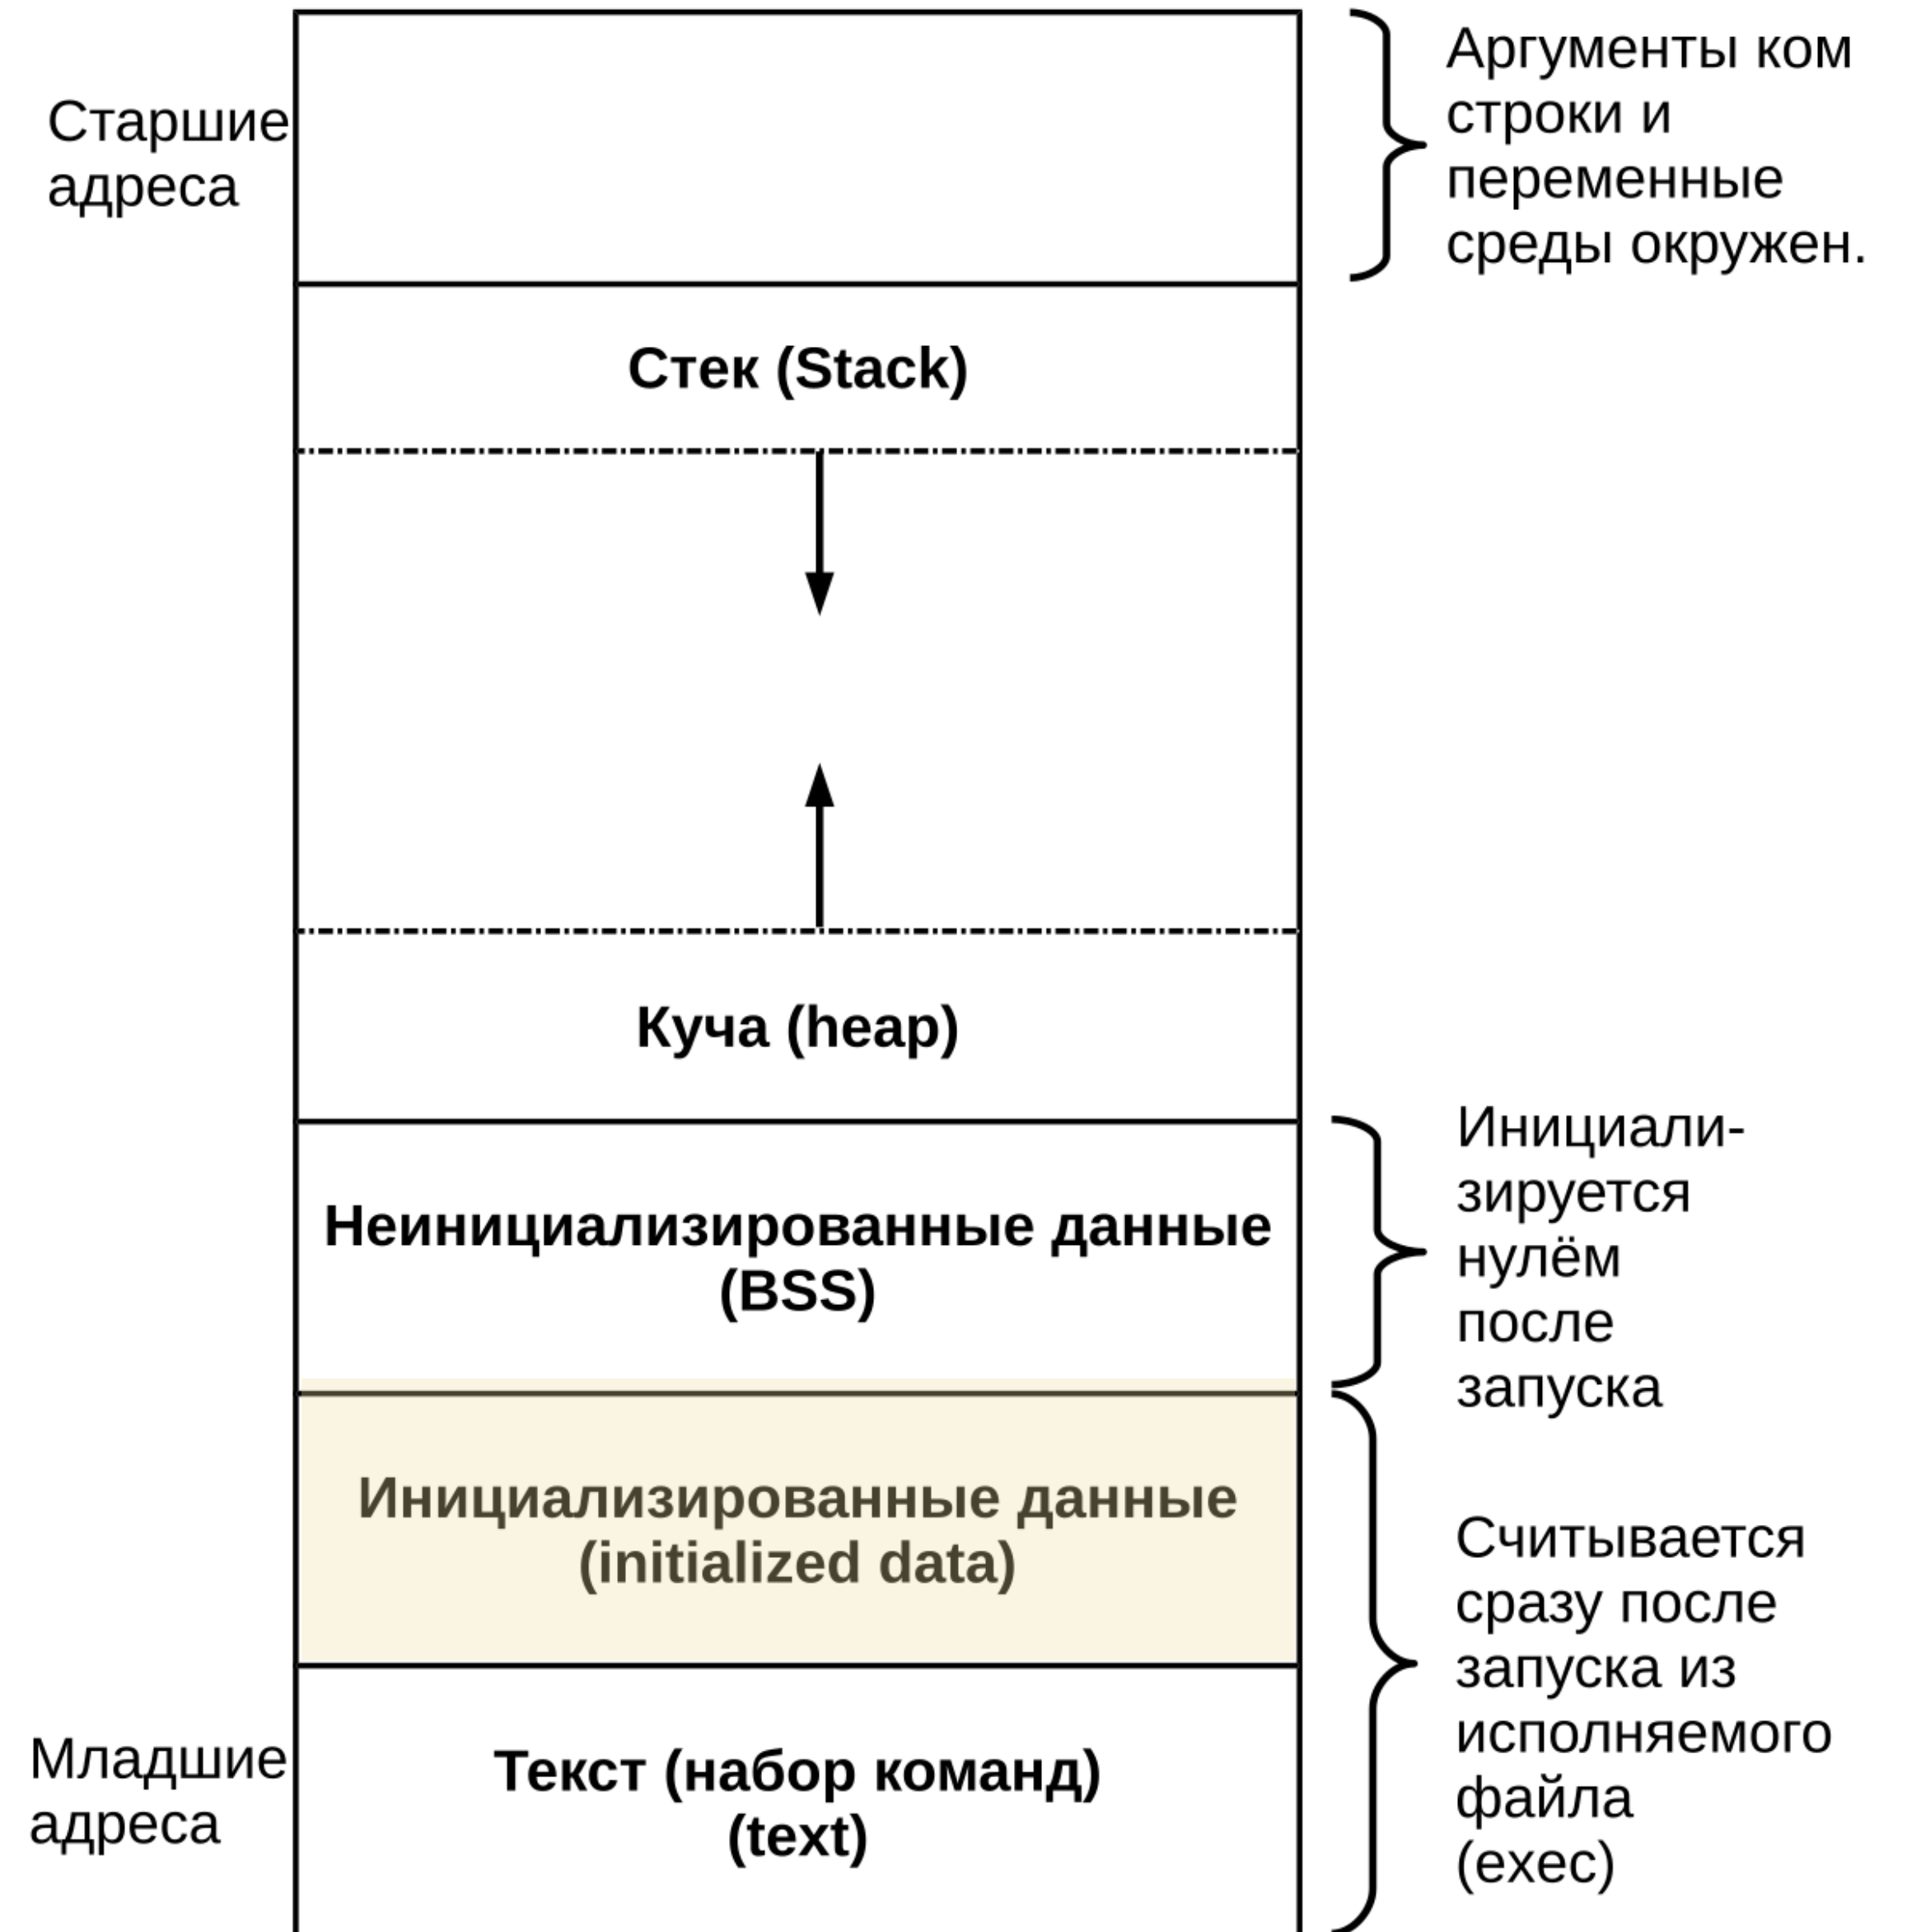 Аргументы ком
строки и
переменные
среды окружен.
Старшие
адреса
Стек (Stack)
Куча (heap)
Инициали-
зируется
нулём
после
запуска
Неинициализированные данные
(BSS)
Инициализированные данные
(initialized data)
Считывается
сразу после
запуска из
исполняемого
файла
(exec)
Младшие
адреса
Текст (набор команд)
(text)